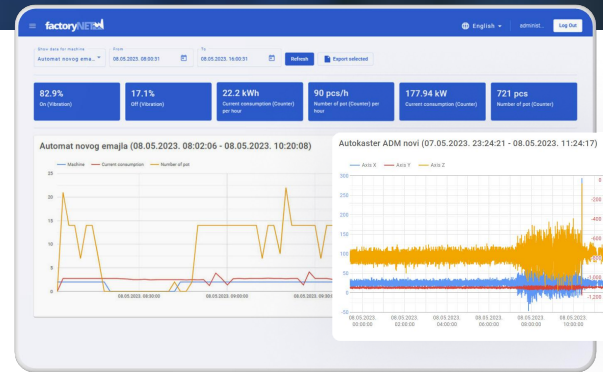 factoryNET
English
administ...
Log Out
Show data for machine
Automat novog ema...
From
08.05.2023. 08:00:31
To
08.05.2023. 16:00:31
Refresh
Export selected
82.9%
On (Vibration)
17.1%
Off (Vibration)
22.2 kWh
Current consumption (Counter)
per hour
90 pcs/h
Number of pot (Counter) per
hour
177.94 kW
Current consumption (Counter)
721 pcs
Number of pot (Counter)
Automat novog emajla (08.05.2023. 08:02:06 - 08.05.2023. 10:20:08)
Machine Current consumption Number of pot
25
20
15
10
5
0
08.05.2023. 08:30:00
08.05.2023. 09:00:00
08.05.2023. 09:30:0
Autokaster ADM novi (07.05.2023. 23:24:21 - 08.05.2023. 11:24:17)
Axis X Axis Y Axis Z
300
250
200
150
100
50
0
-50
0
-200
-400
-600
-1,200
08.05.2023. 00:00:00
08.05.2023. 02:00:00
08.05.2023. 04:00:00
08.05.2023. 06:00:00
08.05.2023. 08:00:00
08.05.2023. 10:00:00